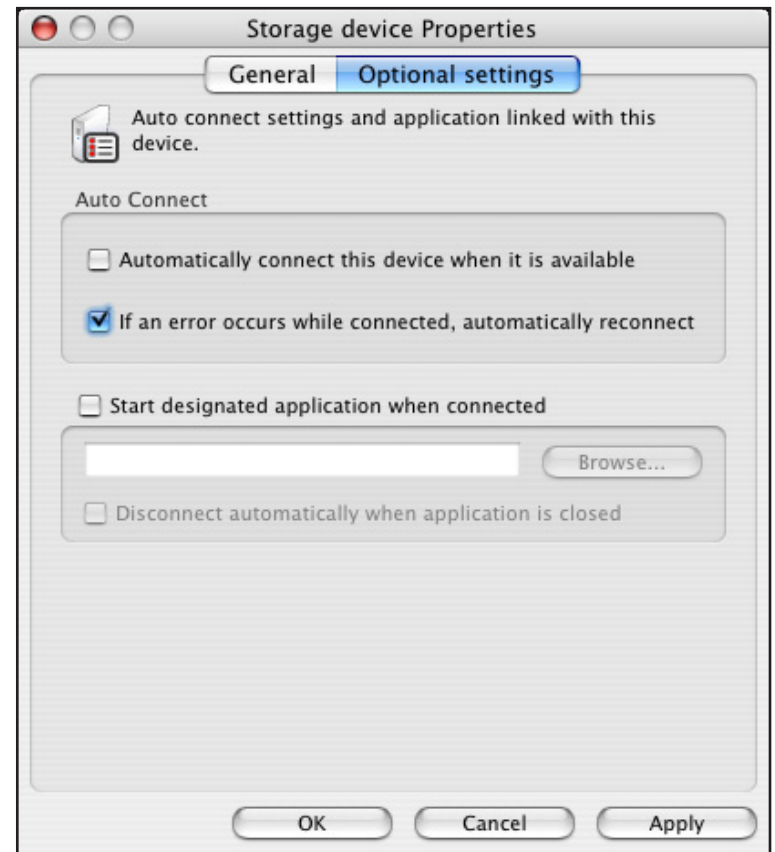 Storage device Properties
General Optional settings
Auto connect settings and application linked with this
device.
Auto Connect
Automatically connect this device when it is available
If an error occurs while connected, automatically reconnect
Start designated application when connected
Browse...
Disconnect automatically when application is closed
OK Cancel Apply